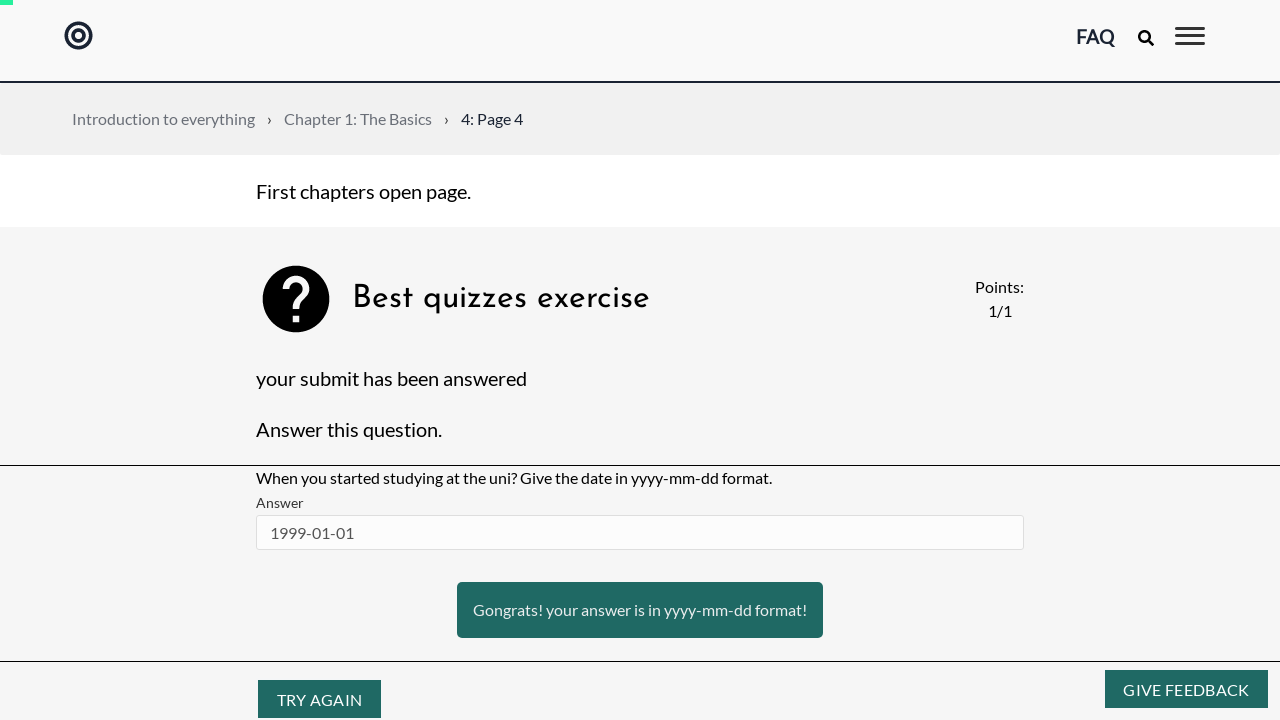 FAQ
Introduction to everything › Chapter 1: The Basics › 4: Page 4
First chapters open page.
Best quizzes exercise
Points:
1/1
your submit has been answered
Answer this question.
When you started studying at the uni? Give the date in yyyy-mm-dd format.
Answer
1999-01-01
Gongrats! your answer is in yyyy-mm-dd format!
TRY AGAIN
GIVE FEEDBACK